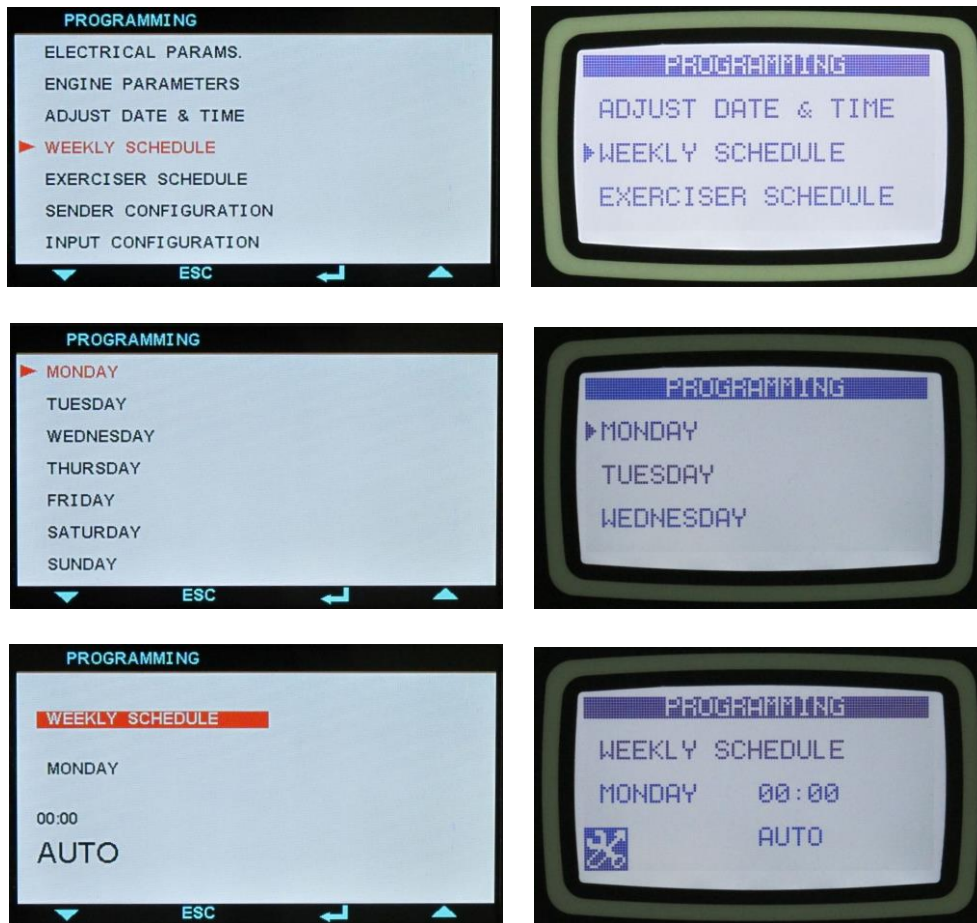 PROGRAMMING
ELECTRICAL PARAMS.
ENGINE PARAMETERS
ADJUST DATE & TIME
WEEKLY SCHEDULE
EXERCISER SCHEDULE
SENDER CONFIGURATION
INPUT CONFIGURATION
ESC
PROGRAMMING
ADJUST DATE & TIME
WEEKLY SCHEDULE
EXERCISER SCHEDULE
PROGRAMMING
MONDAY
TUESDAY
WEDNESDAY
THURSDAY
FRIDAY
SATURDAY
SUNDAY
ESC
PROGRAMMING
MONDAY
TUESDAY
WEDNESDAY
PROGRAMMING
WEEKLY SCHEDULE
MONDAY
00:00
AUTO
ESC
PROGRAMMING
WEEKLY SCHEDULE
MONDAY 00:00
AUTO